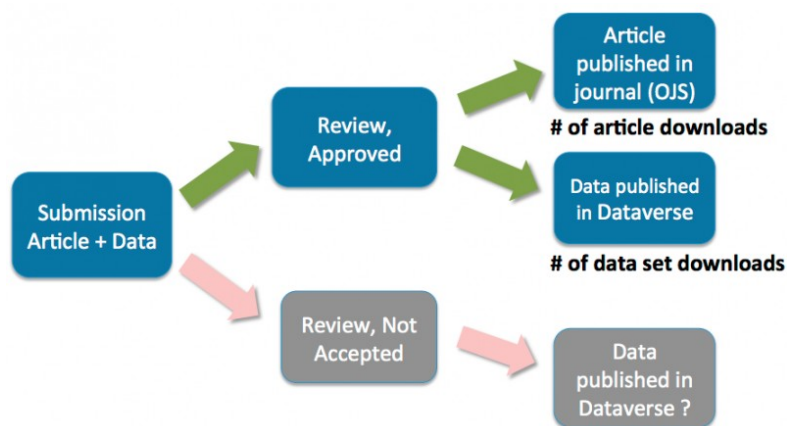 Submission
Article + Data
Review,
Approved
Article
published in
journal (OJS)
# of article downloads
Data published
in Dataverse
# of data set downloads
Review, Not
Accepted
Data
published in
Dataverse ?